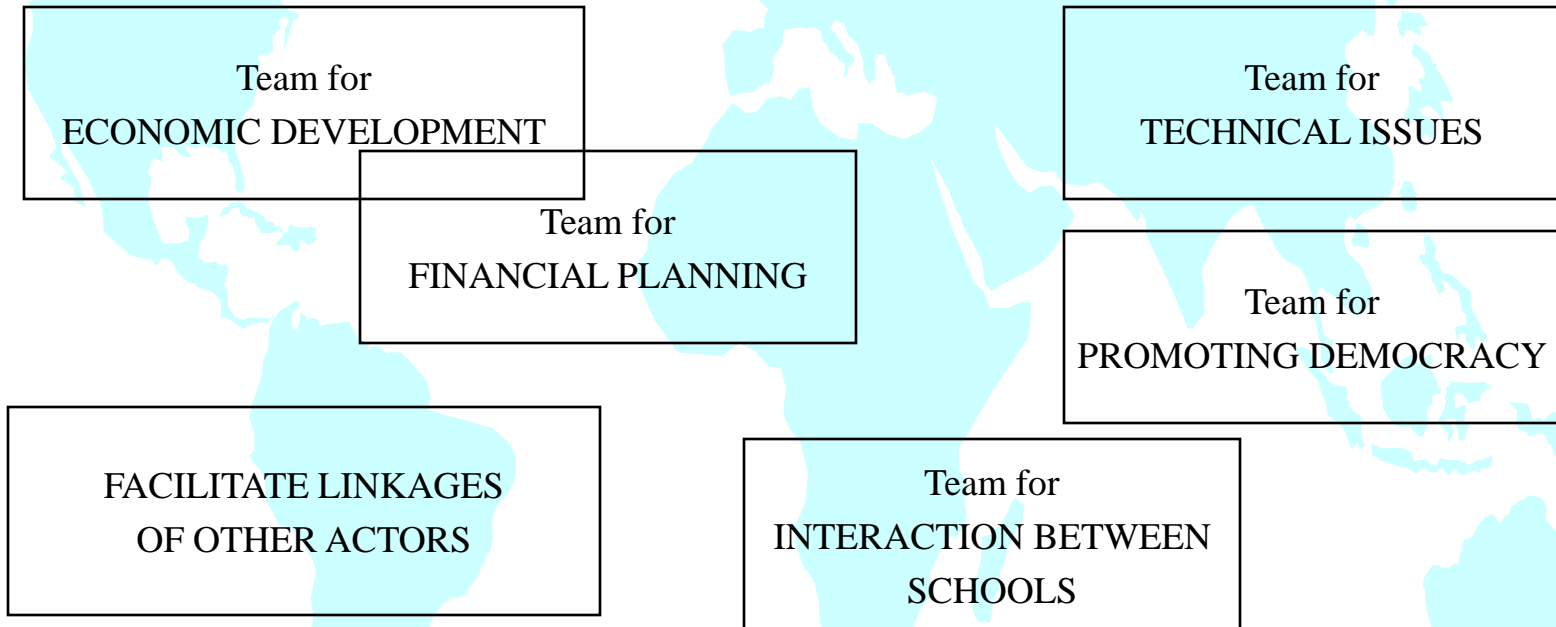 Team for
ECONOMIC DEVELOPMENT
Team for
FINANCIAL PLANNING
Team for
TECHNICAL ISSUES
Team for
PROMOTING DEMOCRACY
FACILITATE LINKAGES
OF OTHER ACTORS
Team for
INTERACTION BETWEEN
SCHOOLS